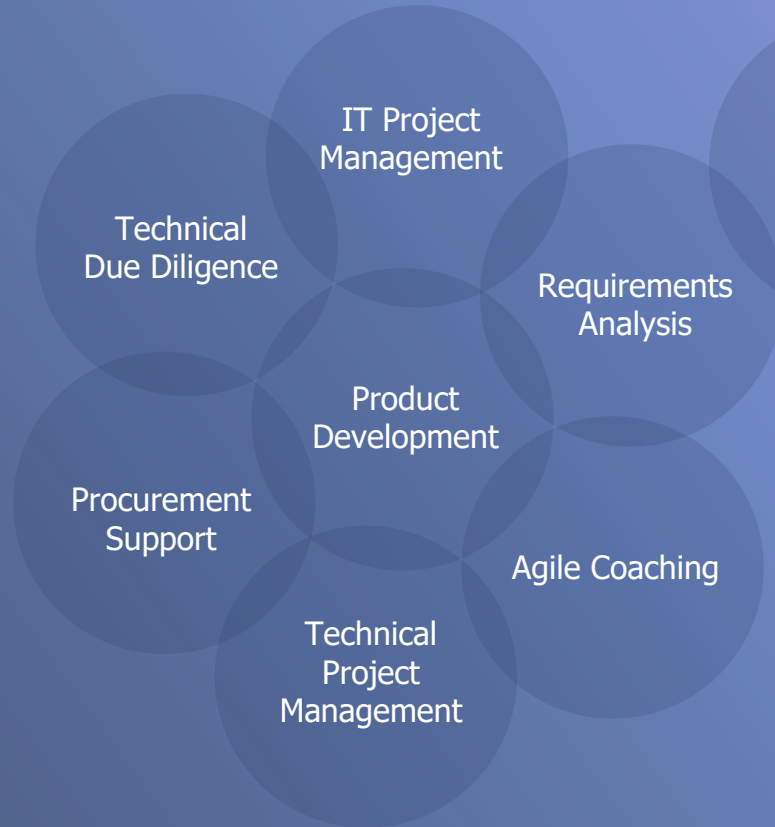 IT Project
Management
Technical
Due Diligence
Requirements
Analysis
Product
Development
Procurement
Support
Agile Coaching
Technical
Project
Management